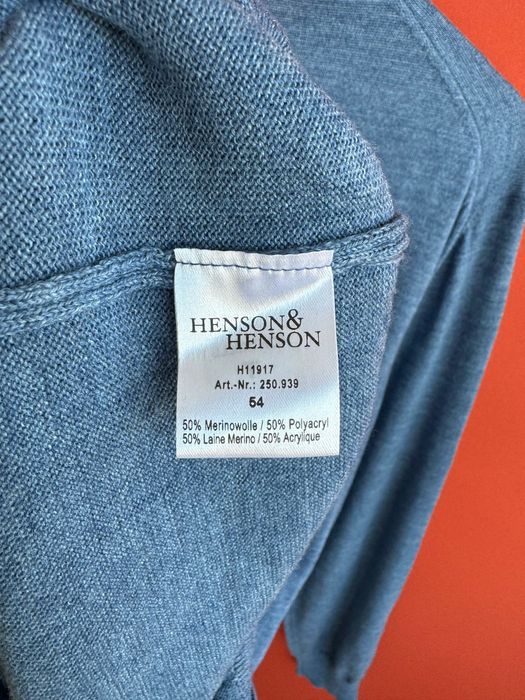 HENSON&
HENSON
H11917
Art.-Nr.: 250.939
54
50% Merinowolle / 50% Polyacryl
50% Laine Merino / 50% Acrylique